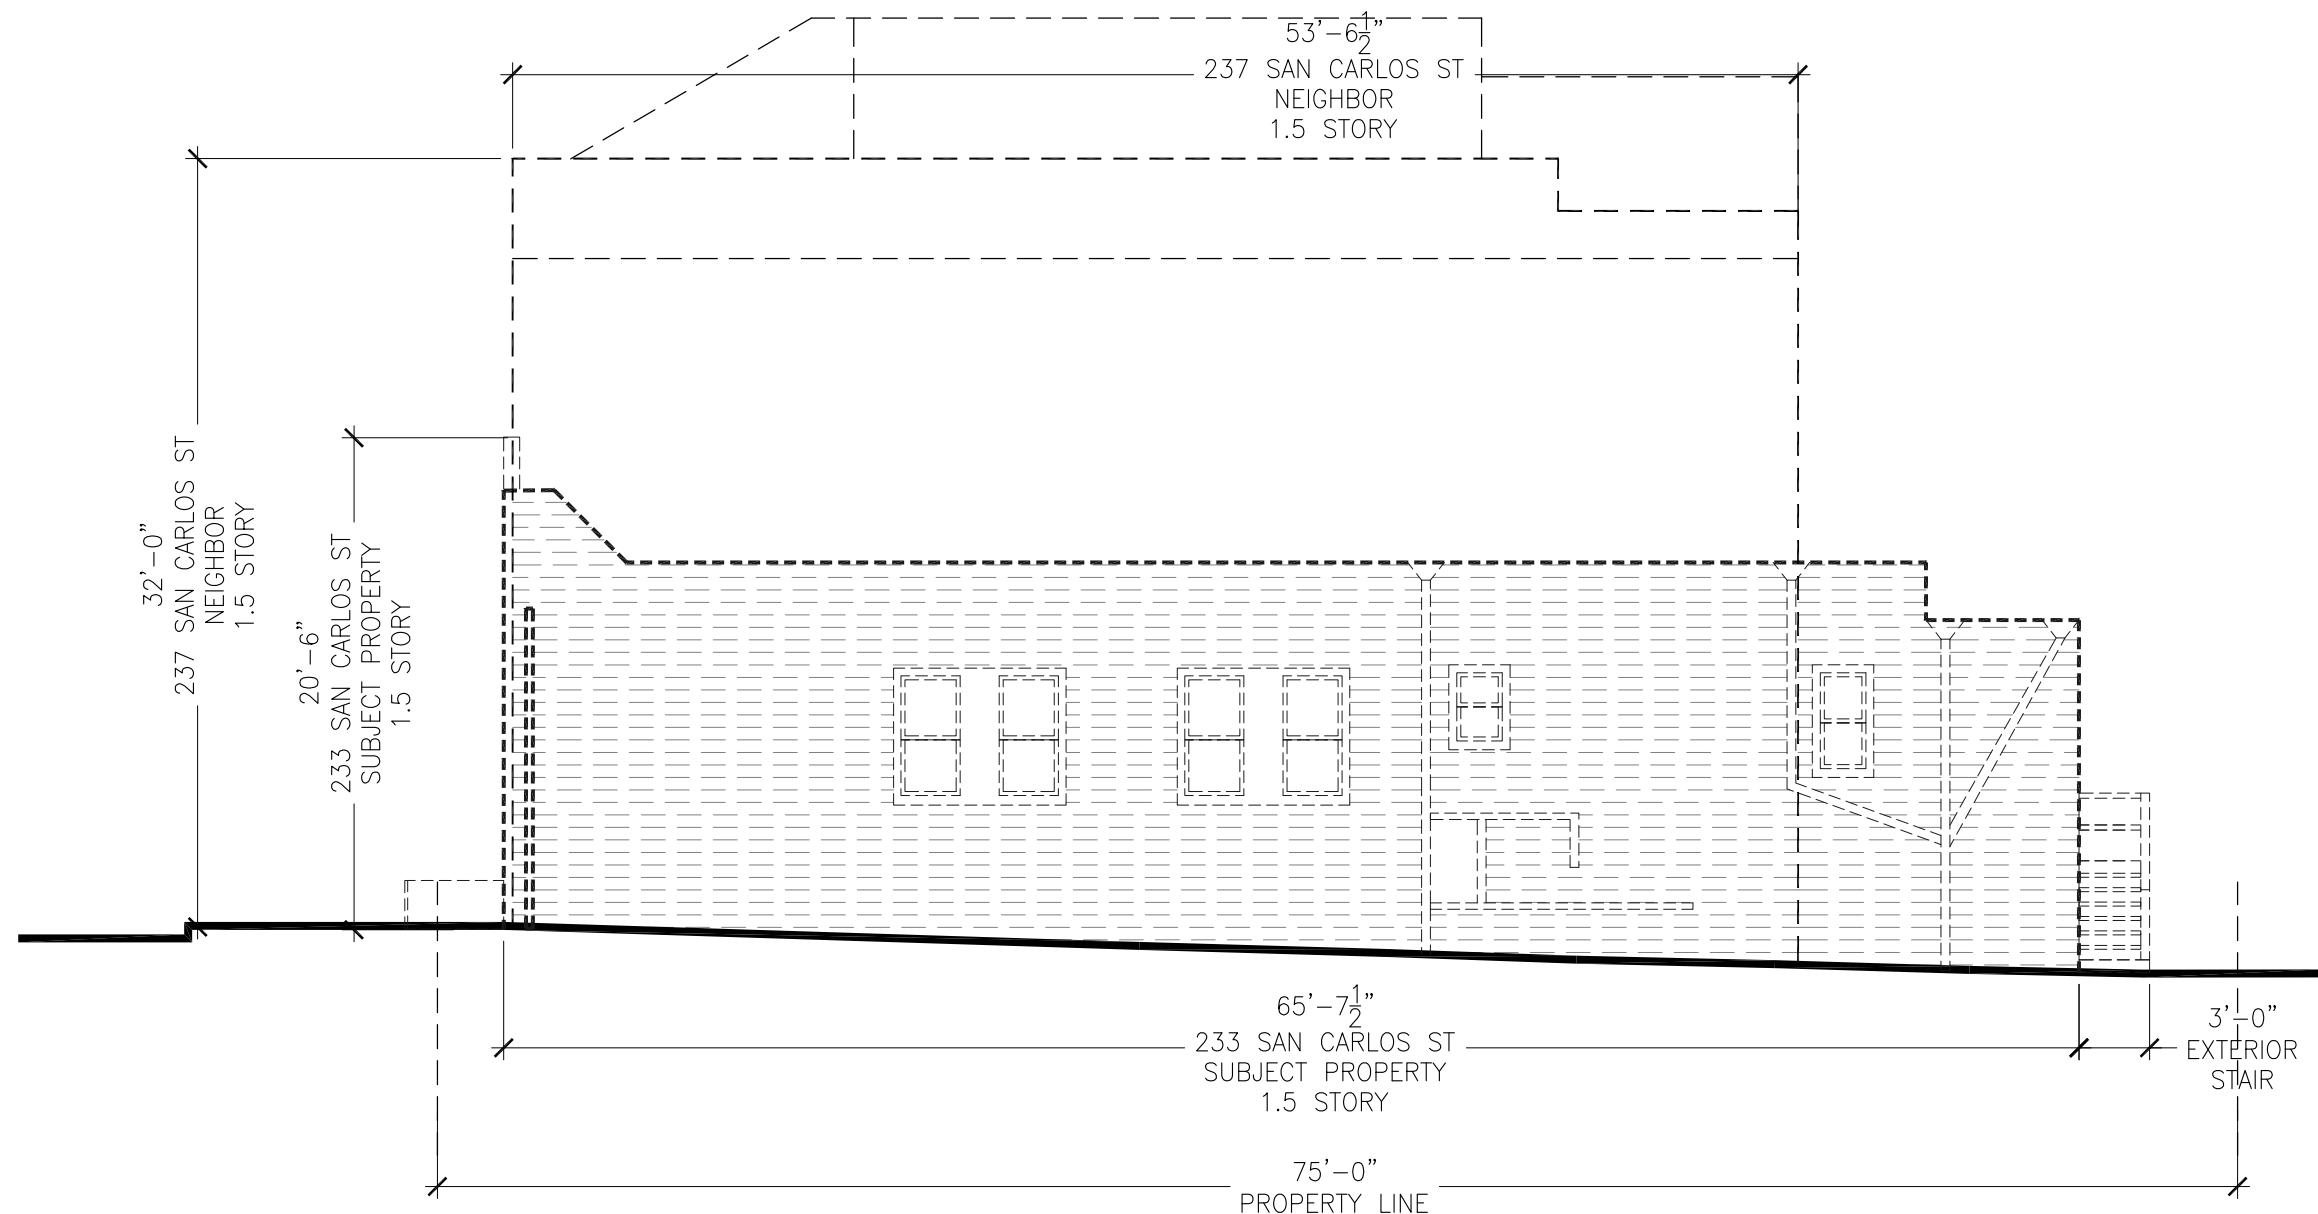 53'-6 1/2"
237 SAN CARLOS ST
NEIGHBOR
1.5 STORY
32'-0"
237 SAN CARLOS ST
NEIGHBOR
1.5 STORY
20'-6"
233 SAN CARLOS ST
SUBJECT PROPERTY
1.5 STORY
65'-7 1/2"
233 SAN CARLOS ST
SUBJECT PROPERTY
1.5 STORY
3'-0"
EXTERIOR
STAIR
75'-0"
PROPERTY LINE